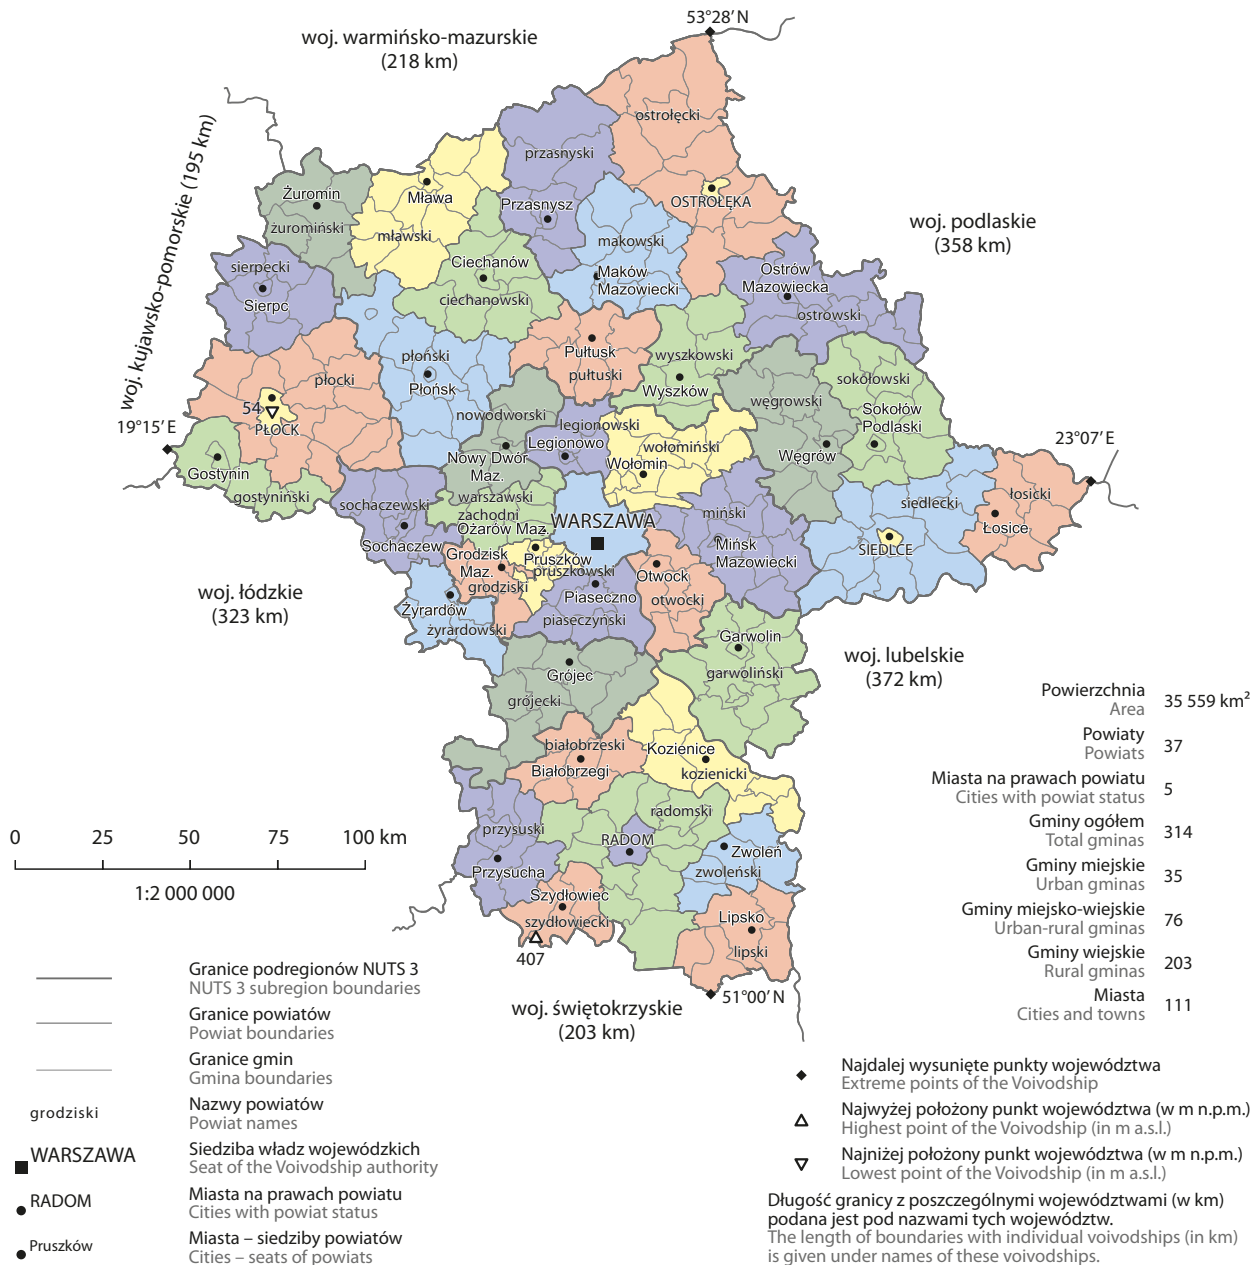 53°28′N
woj. warmińsko-mazurskie
(218 km)
woj. kujawsko-pomorskie (195 km)
woj. podlaskie
(358 km)
ostrołęcki
przasnyski
OSTROŁĘKA
Żuromin
żuromiński
Mława
mławski
Przasnysz
makowski
Maków
Mazowiecki
Ciechanów
ciechanowski
sierpecki
Sierpc
Ostrów
Mazowiecka
ostrowski
płoński
Płońsk
Pułtusk
pułtuski
wyszkowski
Wyszków
płocki
54
PŁOCK
sokołowski
Sokołów
Podlaski
węgrowski
Węgrów
19°15′E
23°07′E
nowodworski
Nowy Dwór
Maz.
legionowski
Legionowo
wołomiński
Wołomin
Gostynin
gostyniński
sochaczewski
Sochaczew
warszawski
zachodni
Ożarów Maz.
WARSZAWA
miński
Mińsk
Mazowiecki
siedlecki
SIEDLCE
łosicki
Łosice
Grodzisk
Maz.
grodziski
Pruszków
pruszkowski
Piaseczno
piaseczyński
Otwock
otwocki
Żyrardów
żyrardowski
woj. łódzkie
(323 km)
Garwolin
garwoliński
woj. lubelskie
(372 km)
Grójec
grójecki
białobrzeski
Białobrzegi
Kozienice
kozienicki
radomski
RADOM
przysuski
Przysucha
Zwoleń
zwoleński
Szydłowiec
szydłowiecki
407
Lipsko
lipski
51°00′N
woj. świętokrzyskie
(203 km)
Powierzchnia
Area
35 559 km²
Powiaty
Powiats
37
Miasta na prawach powiatu
Cities with powiat status
5
Gminy ogółem
Total gminas
314
Gminy miejskie
Urban gminas
35
Gminy miejsko-wiejskie
Urban-rural gminas
76
Gminy wiejskie
Rural gminas
203
Miasta
Cities and towns
111
0 25 50 75 100 km
1:2 000 000
Granice podregionów NUTS 3
NUTS 3 subregion boundaries
Granice powiatów
Powiat boundaries
Granice gmin
Gmina boundaries
grodziski
Nazwy powiatów
Powiat names
WARSZAWA
Siedziba władz wojewódzkich
Seat of the Voivodship authority
RADOM
Miasta na prawach powiatu
Cities with powiat status
Pruszków
Miasta – siedziby powiatów
Cities – seats of powiats
Najdalej wysunięte punkty województwa
Extreme points of the Voivodship
Najwyżej położony punkt województwa (w m n.p.m.)
Highest point of the Voivodship (in m a.s.l.)
Najniżej położony punkt województwa (w m n.p.m.)
Lowest point of the Voivodship (in m a.s.l.)
Długość granicy z poszczególnymi województwami (w km)
podana jest pod nazwami tych województw.
The length of boundaries with individual voivodships (in km)
is given under names of these voivodships.